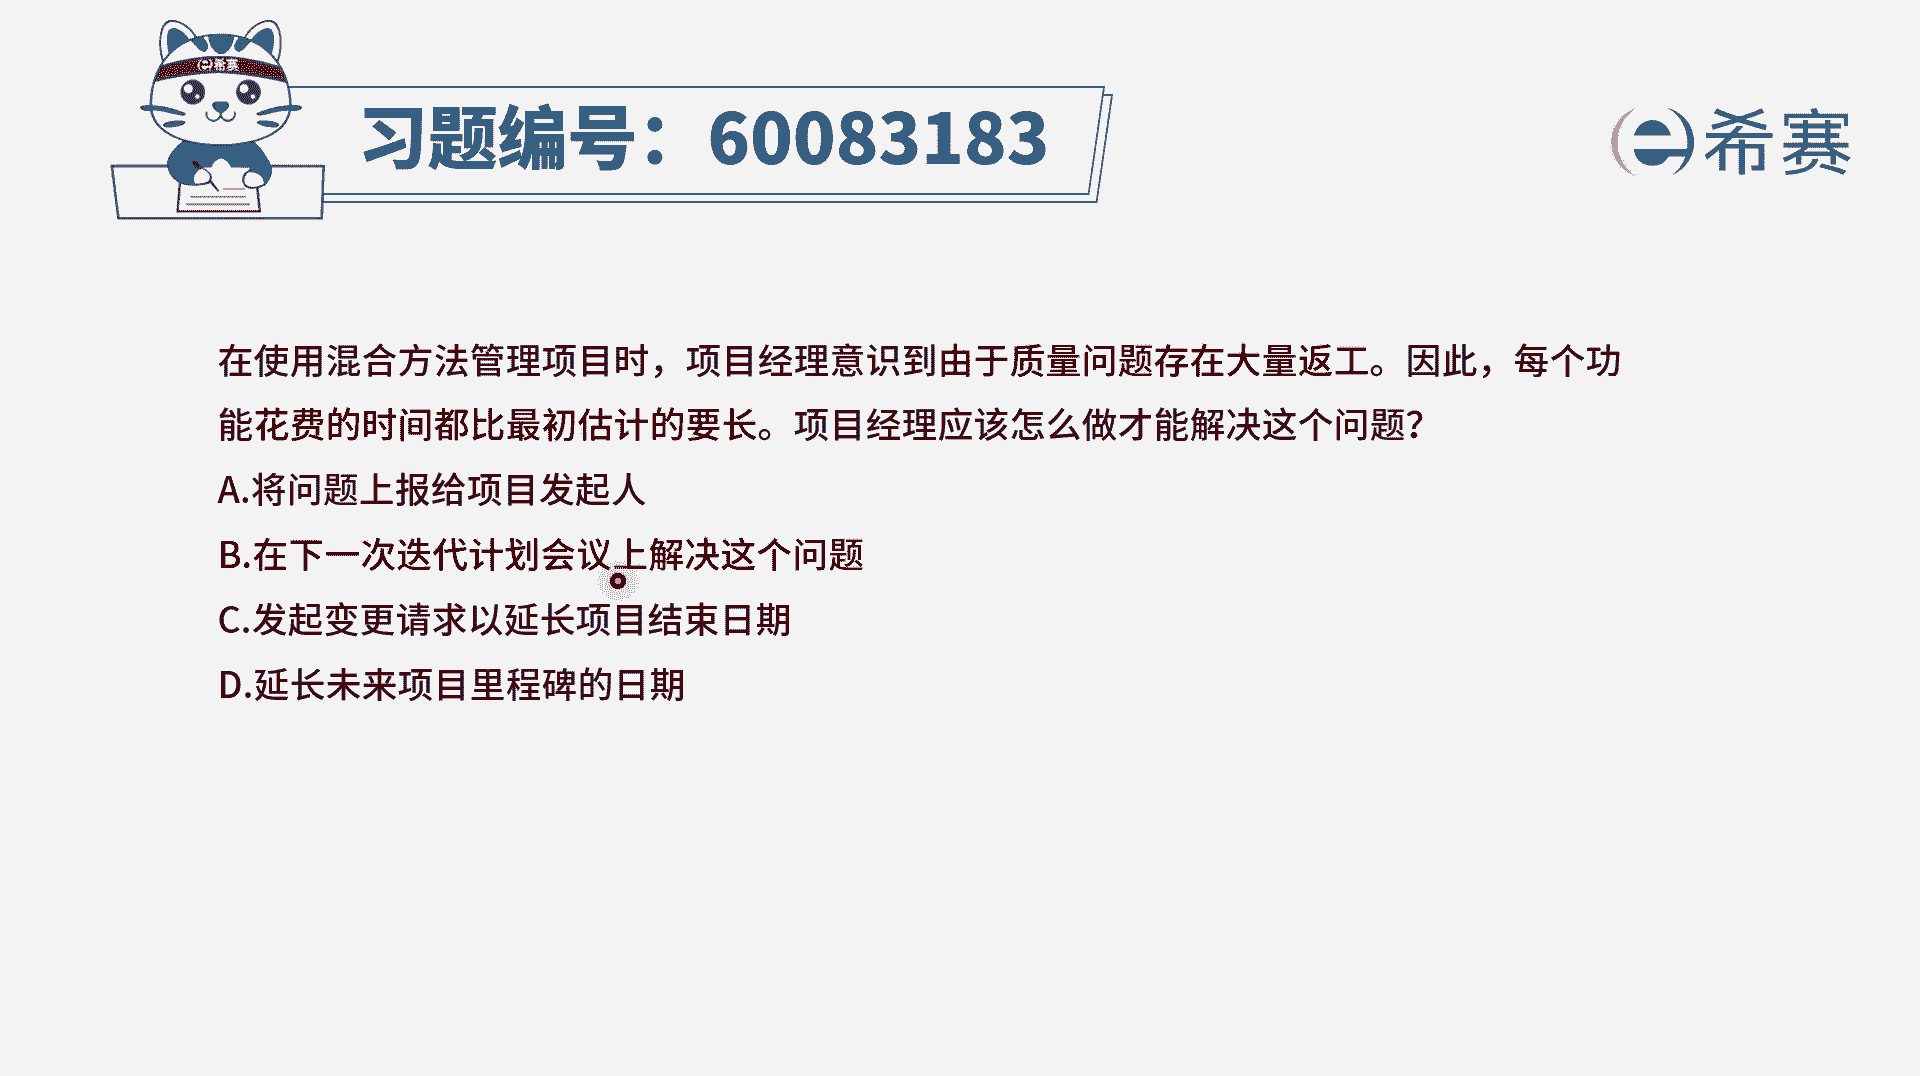 希赛
习题编号：60083183
希赛
在使用混合方法管理项目时，项目经理意识到由于质量问题存在大量返工。因此，每个功
能花费的时间都比最初估计的要长。项目经理应该怎么做才能解决这个问题？
A.将问题上报给项目发起人
B.在下一次迭代计划会议上解决这个问题
C.发起变更请求以延长项目结束日期
D.延长未来项目里程碑的日期